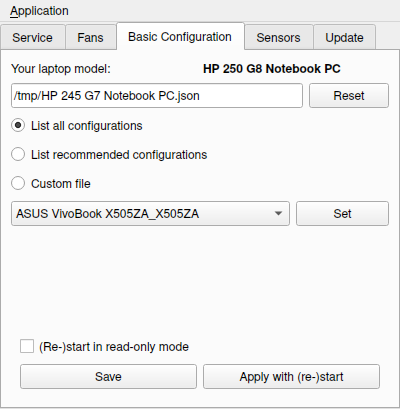 Application
Service Fans Basic Configuration Sensors Update
Your laptop model: HP 250 G8 Notebook PC
/tmp/HP 245 G7 Notebook PC.json Reset
List all configurations
List recommended configurations
Custom file
ASUS VivoBook X505ZA_X505ZA Set
(Re-)start in read-only mode
Save Apply with (re-)start